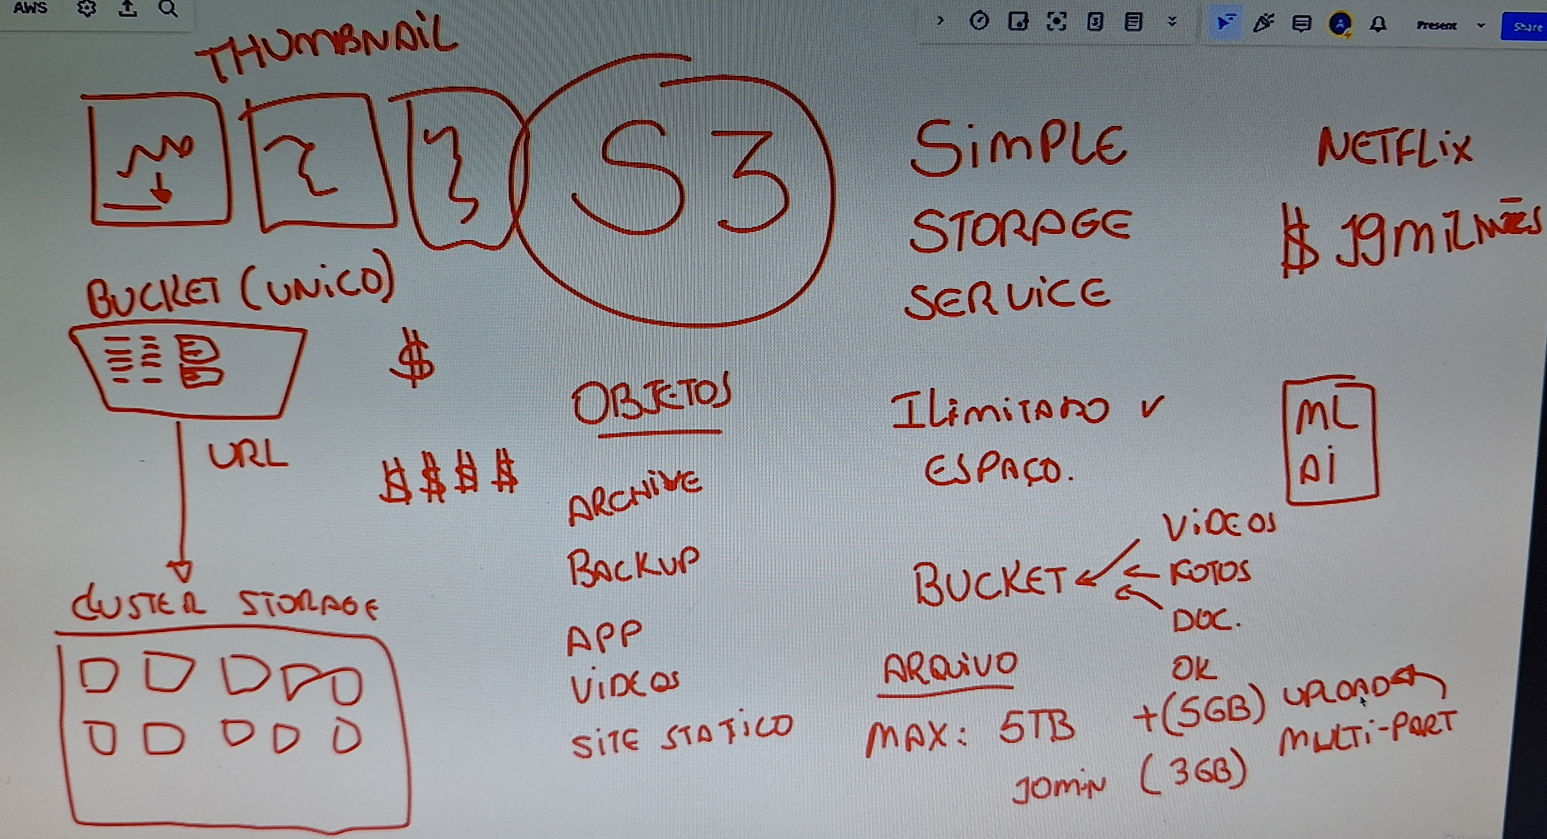 AWS
Present
Share
THUMBNAIL
S3
SIMPLE
STORAGE
SERVICE
NETFLIX
$ 19MIL MÊS
BUCKET (UNICO)
$
URL
$ $ $ $
CLUSTER STORAGE
OBJETOS
ARCHIVE
BACKUP
APP
VIDEOS
SITE STATICO
ILIMITADO ✓
ESPAÇO.
ML
AI
BUCKET
VIDEOS
FOTOS
DOC.
OK
ARQUIVO
MAX: 5TB
+(5GB) UPLOAD
MULTI-PART
10MIN (3GB)